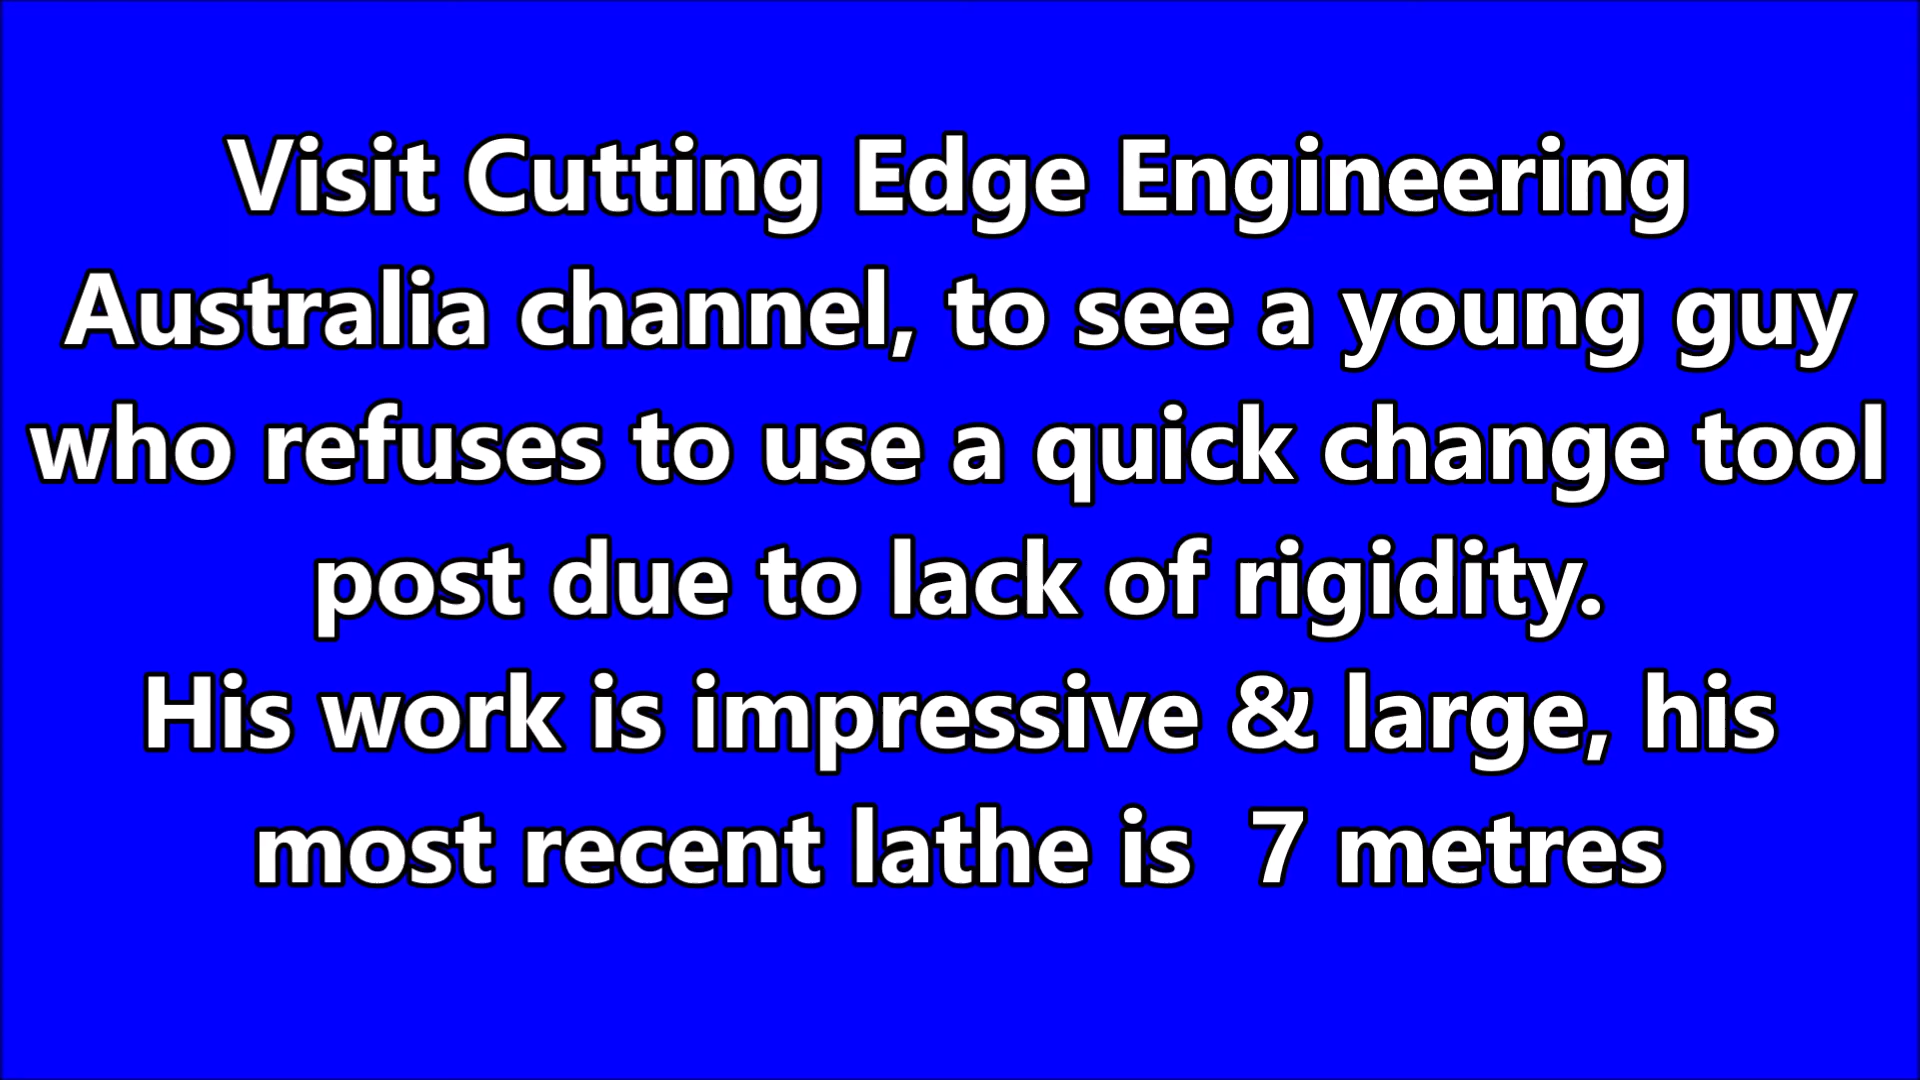 Visit Cutting Edge Engineering
Australia channel, to see a young guy
who refuses to use a quick change tool
post due to lack of rigidity.
His work is impressive & large, his
most recent lathe is  7 metres